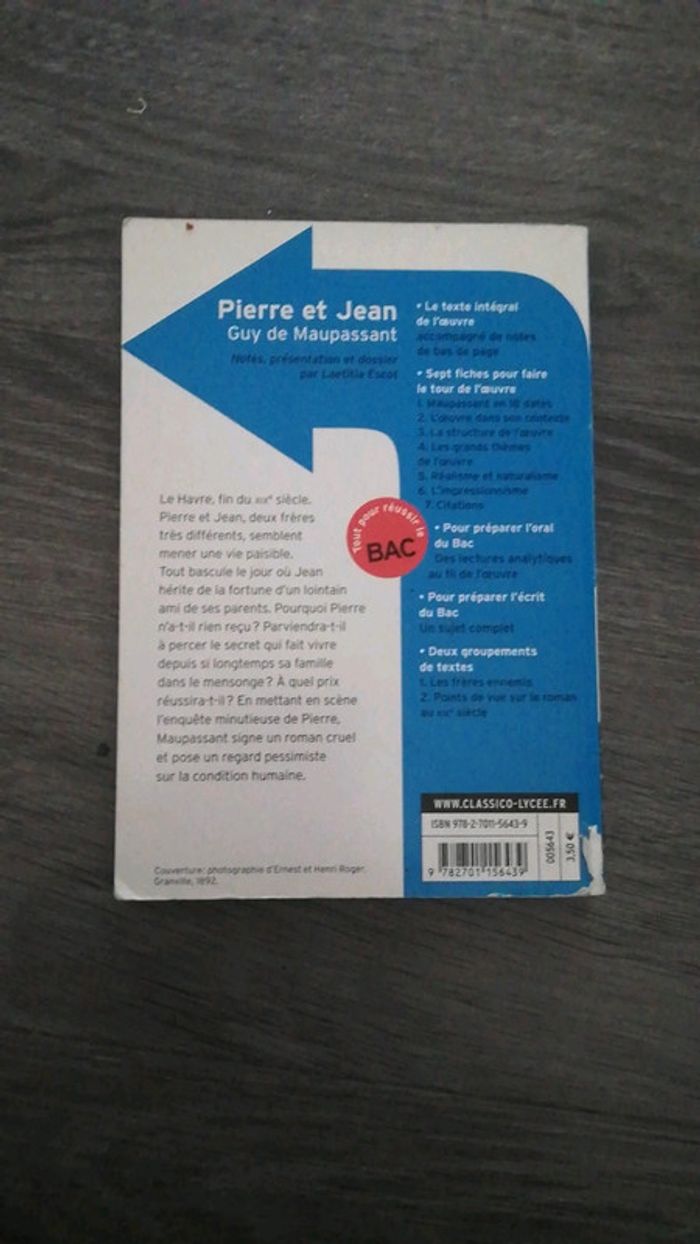 Pierre et Jean
Guy de Maupassant
Notes, présentation et dossier
par Laetitia Escot
Le Havre, fin du XIXe siècle.
Pierre et Jean, deux frères
très différents, semblent
mener une vie paisible.
Tout bascule le jour où Jean
hérite de la fortune d'un lointain
ami de ses parents. Pourquoi Pierre
n'a-t-il rien reçu ? Parviendra-t-il
à percer le secret qui fait vivre
depuis si longtemps sa famille
dans le mensonge ? À quel prix
réussira-t-il ? En mettant en scène
l'enquête minutieuse de Pierre,
Maupassant signe un roman cruel
et pose un regard pessimiste
sur la condition humaine.
Couverture : photographie d'Ernest et Henri Roger,
Granville, 1892.
Tout pour réussir le
BAC
• Le texte intégral
de l'œuvre
accompagné de notes
de bas de page
• Sept fiches pour faire
le tour de l'œuvre
1. Maupassant en 10 dates
2. L'œuvre dans son contexte
3. La structure de l'œuvre
4. Les grands thèmes
de l'œuvre
5. Réalisme et naturalisme
6. L'impressionnisme
7. Citations
• Pour préparer l'oral
du Bac
Des lectures analytiques
au fil de l'œuvre
• Pour préparer l'écrit
du Bac
Un sujet complet
• Deux groupements
de textes
1. Les frères ennemis
2. Points de vue sur le roman
au XIXe siècle
WWW.CLASSICO-LYCEE.FR
ISBN 978-2-7011-5643-9
9 782701 156439
005643
3,50 €